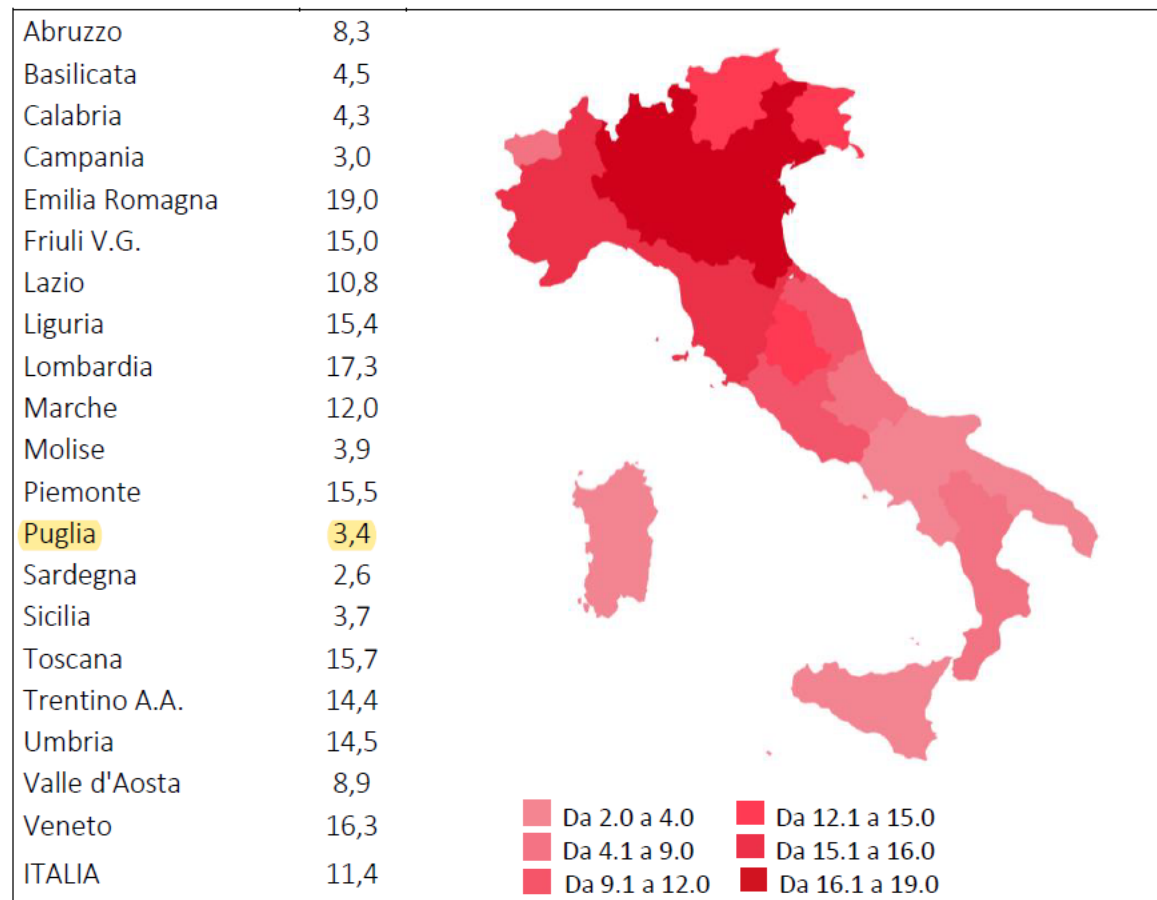 Abruzzo 8,3
Basilicata 4,5
Calabria 4,3
Campania 3,0
Emilia Romagna 19,0
Friuli V.G. 15,0
Lazio 10,8
Liguria 15,4
Lombardia 17,3
Marche 12,0
Molise 3,9
Piemonte 15,5
Puglia 3,4
Sardegna 2,6
Sicilia 3,7
Toscana 15,7
Trentino A.A. 14,4
Umbria 14,5
Valle d'Aosta 8,9
Veneto 16,3
ITALIA 11,4
Da 2.0 a 4.0
Da 4.1 a 9.0
Da 9.1 a 12.0
Da 12.1 a 15.0
Da 15.1 a 16.0
Da 16.1 a 19.0